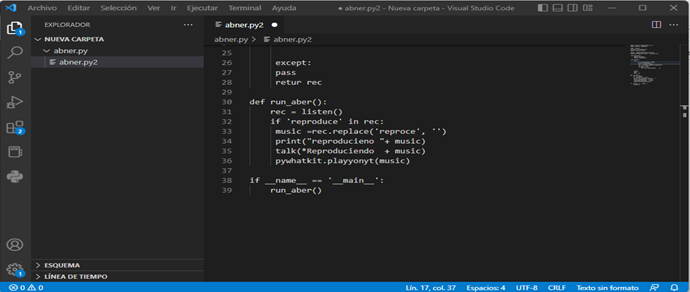 Archivo Editar Selección Ver Ir Ejecutar Terminal Ayuda ● abner.py2 - Nueva carpeta - Visual Studio Code
EXPLORADOR
NUEVA CARPETA
abner.py
abner.py2
ESQUEMA
LÍNEA DE TIEMPO
abner.py2 ●
abner.py > abner.py2
25
26 except:
27 pass
28 retur rec
29
30 def run_aber():
31 rec = listen()
32 if 'reproduce' in rec:
33 music =rec.replace('reproce', '')
34 print("reproducieno "+ music)
35 talk(*Reproduciendo + music)
36 pywhatkit.playyonyt(music)
37
38 if __name__ == '__main__':
39 run_aber()
0 0 Lín. 17, col. 37 Espacios: 4 UTF-8 CRLF Texto sin formato